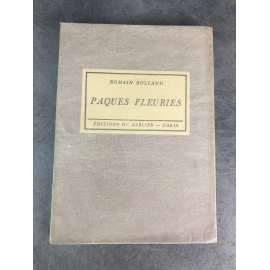 ROMAIN ROLLAND
PAQUES FLEURIES
ÉDITIONS DU SABLIER — PARIS